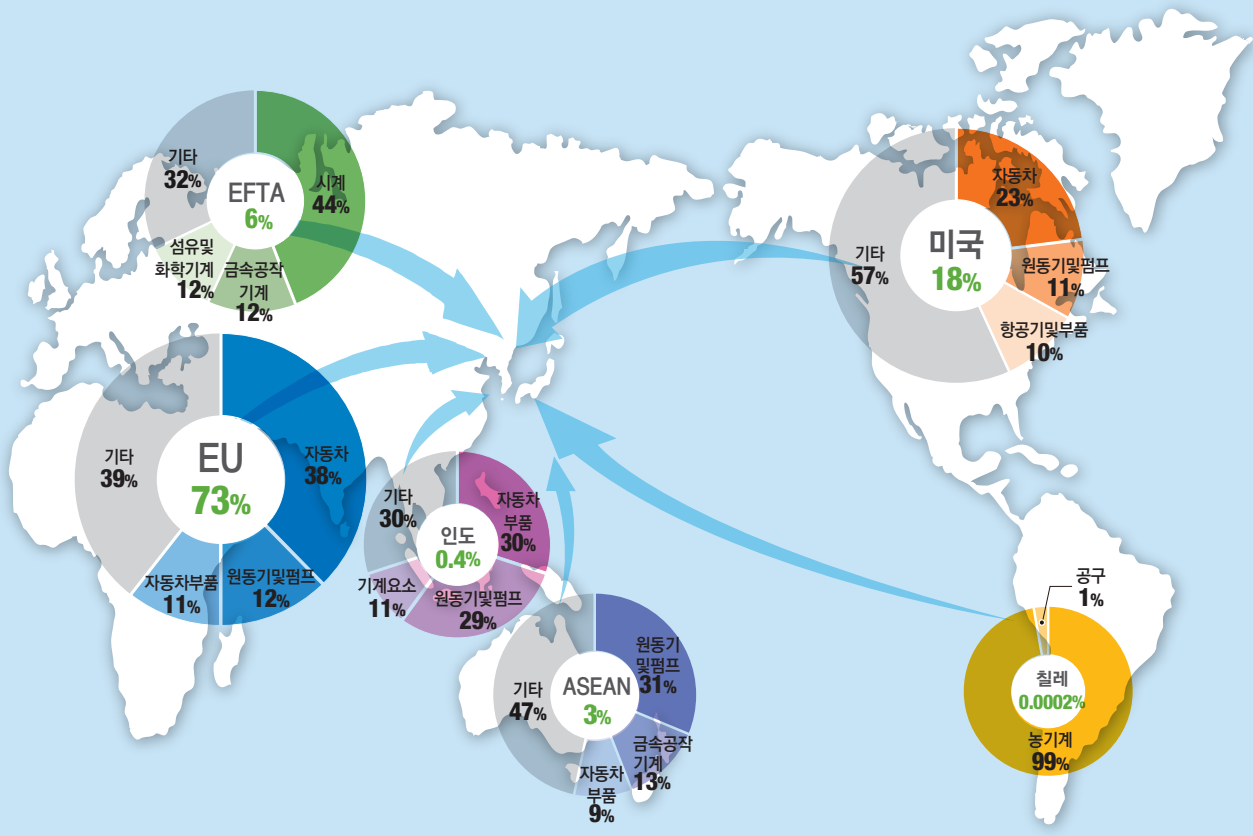 기타
32%
EFTA
6%
시계
44%
섬유및
화학기계
12%
금속공작
기계
12%
미국
18%
자동차
23%
원동기및펌프
11%
항공기및부품
10%
기타
57%
EU
73%
자동차
38%
원동기및펌프
12%
자동차부품
11%
기타
39%
인도
0.4%
자동차
부품
30%
원동기및펌프
29%
기계요소
11%
기타
30%
ASEAN
3%
원동기
및펌프
31%
금속공작
기계
13%
자동차
부품
9%
기타
47%
공구
1%
칠레
0.0002%
농기계
99%